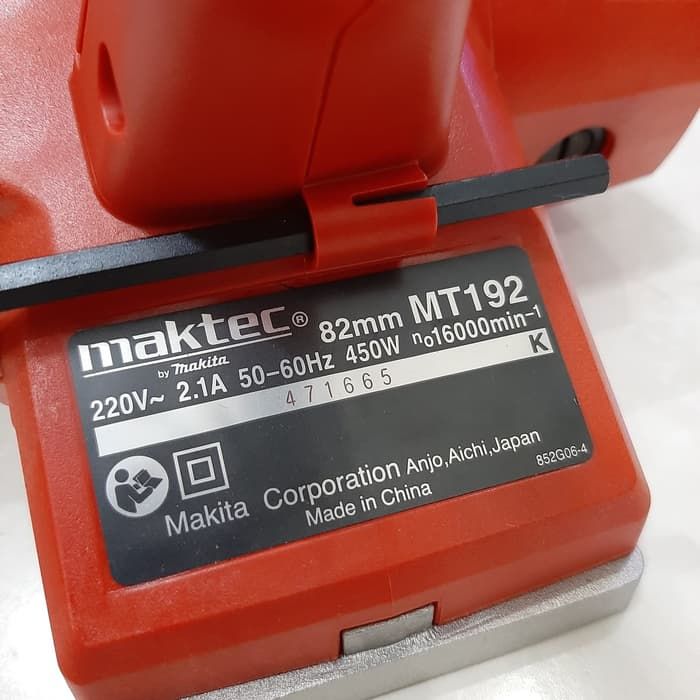 maktec® 82mm MT192
by makita
220V~ 2.1A 50-60Hz 450W n₀16000min⁻¹
471665 K
Makita Corporation Anjo,Aichi,Japan
Made in China
852G06-4